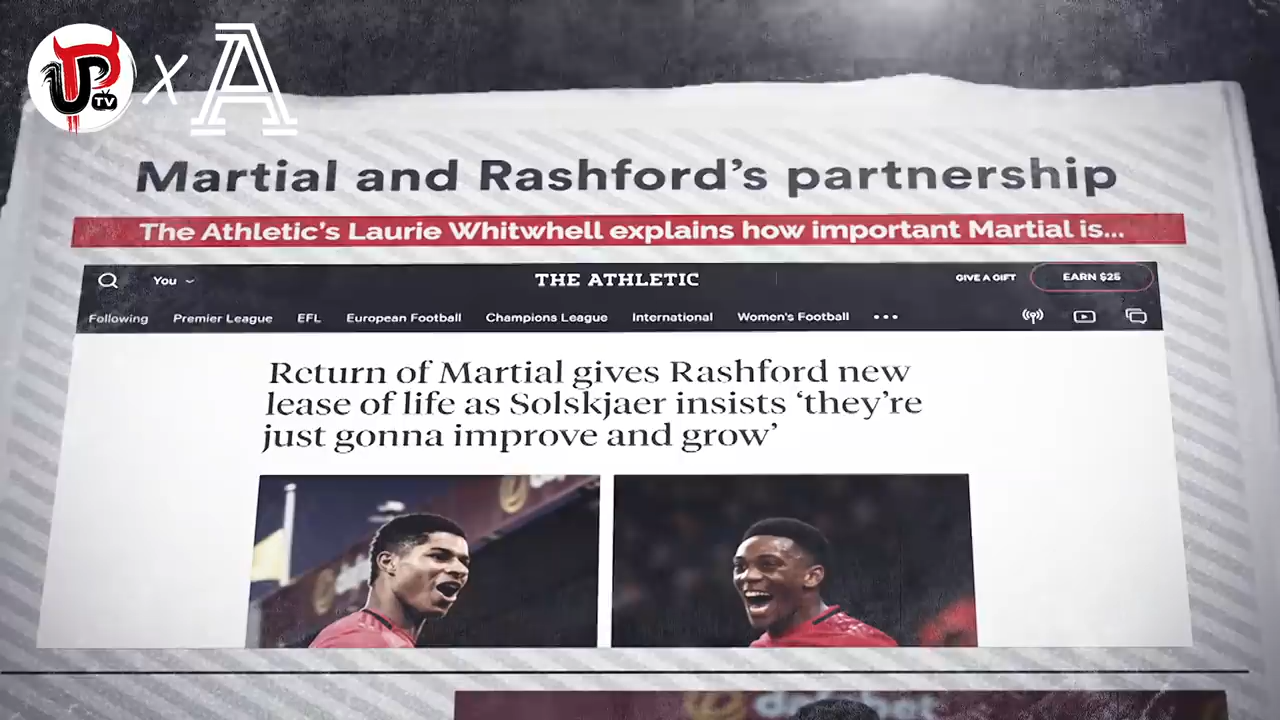 UP
TV
X A
Martial and Rashford's partnership
The Athletic's Laurie Whitwhell explains how important Martial is...
You
THE ATHLETIC
GIVE A GIFT
EARN $25
Following Premier League EFL European Football Champions League International Women's Football
Return of Martial gives Rashford new
lease of life as Solskjaer insists ‘they're
just gonna improve and grow’